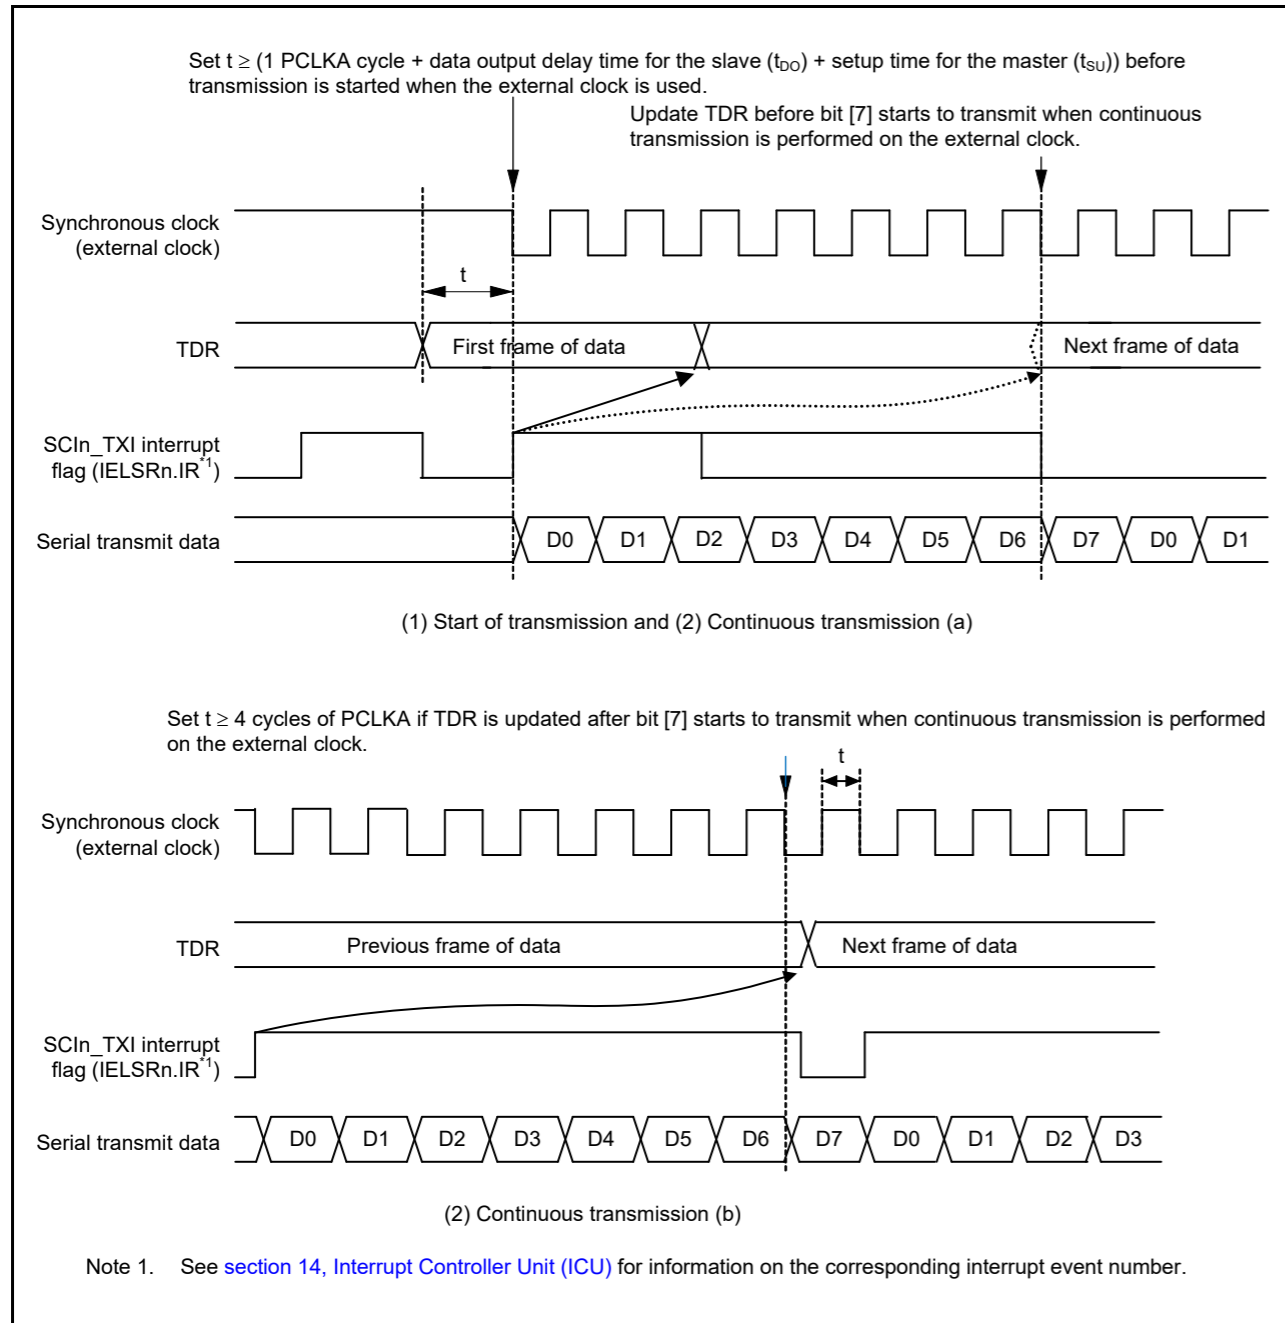 Set t ≥ (1 PCLKA cycle + data output delay time for the slave (tDO) + setup time for the master (tSU)) before
transmission is started when the external clock is used.
Update TDR before bit [7] starts to transmit when continuous
transmission is performed on the external clock.
Synchronous clock
(external clock)
t
TDR
First frame of data
Next frame of data
SCIn_TXI interrupt
flag (IELSRn.IR*1)
Serial transmit data
D0 D1 D2 D3 D4 D5 D6 D7 D0 D1
(1) Start of transmission and (2) Continuous transmission (a)
Set t ≥ 4 cycles of PCLKA if TDR is updated after bit [7] starts to transmit when continuous transmission is performed
on the external clock.
t
Synchronous clock
(external clock)
TDR
Previous frame of data
Next frame of data
SCIn_TXI interrupt
flag (IELSRn.IR*1)
Serial transmit data
D0 D1 D2 D3 D4 D5 D6 D7 D0 D1 D2 D3
(2) Continuous transmission (b)
Note 1. See section 14, Interrupt Controller Unit (ICU) for information on the corresponding interrupt event number.